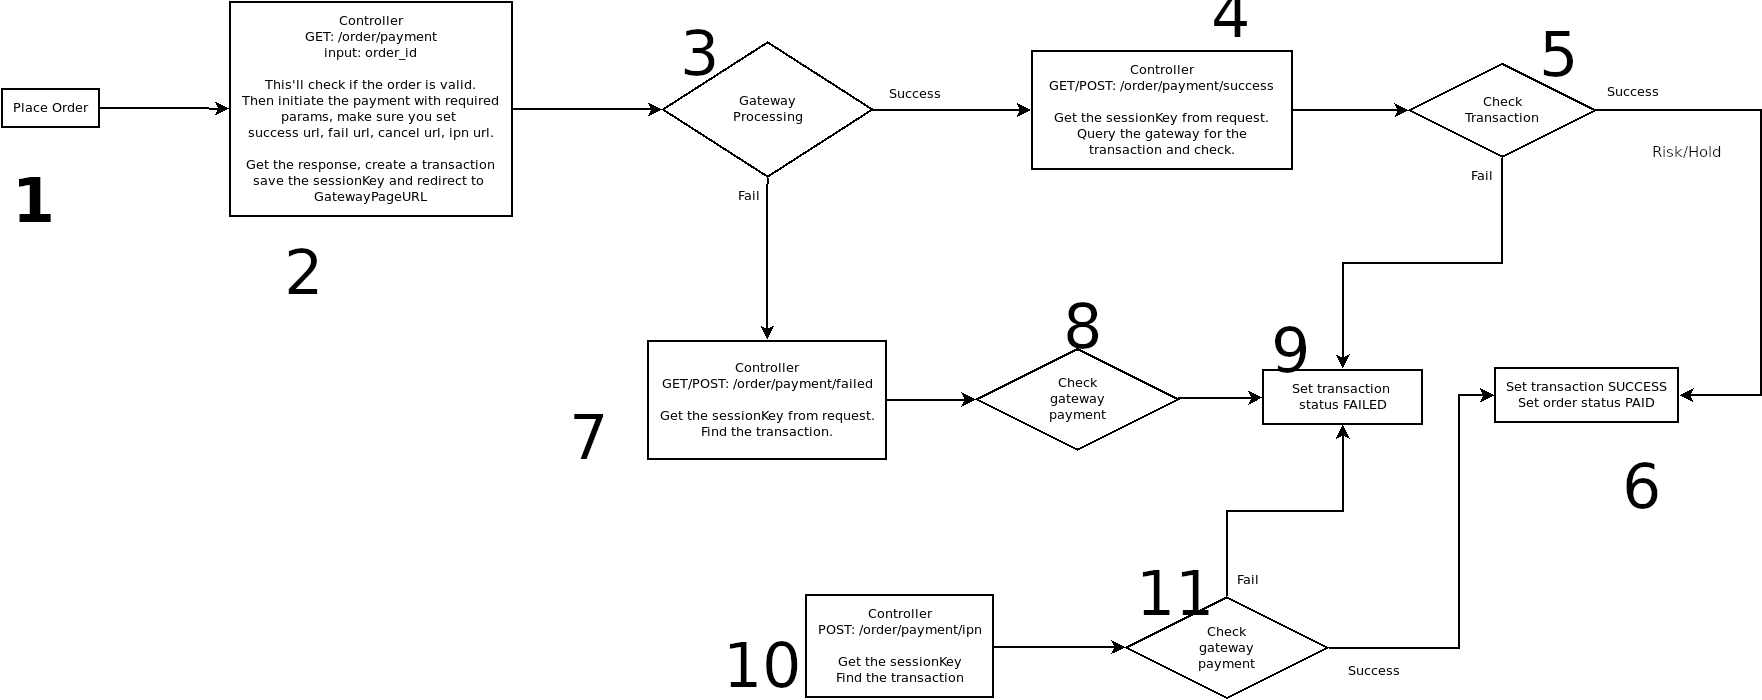 1
Place Order
2
Controller
GET: /order/payment
input: order_id
This'll check if the order is valid.
Then initiate the payment with required
params, make sure you set
success url, fail url, cancel url, ipn url.
Get the response, create a transaction
save the sessionKey and redirect to
GatewayPageURL
3
Gateway
Processing
Success
Fail
4
Controller
GET/POST: /order/payment/success
Get the sessionKey from request.
Query the gateway for the
transaction and check.
5
Check
Transaction
Success
Risk/Hold
Fail
7
Controller
GET/POST: /order/payment/failed
Get the sessionKey from request.
Find the transaction.
8
Check
gateway
payment
9
Set transaction
status FAILED
Set transaction SUCCESS
Set order status PAID
6
10
Controller
POST: /order/payment/ipn
Get the sessionKey
Find the transaction
11
Check
gateway
payment
Fail
Success